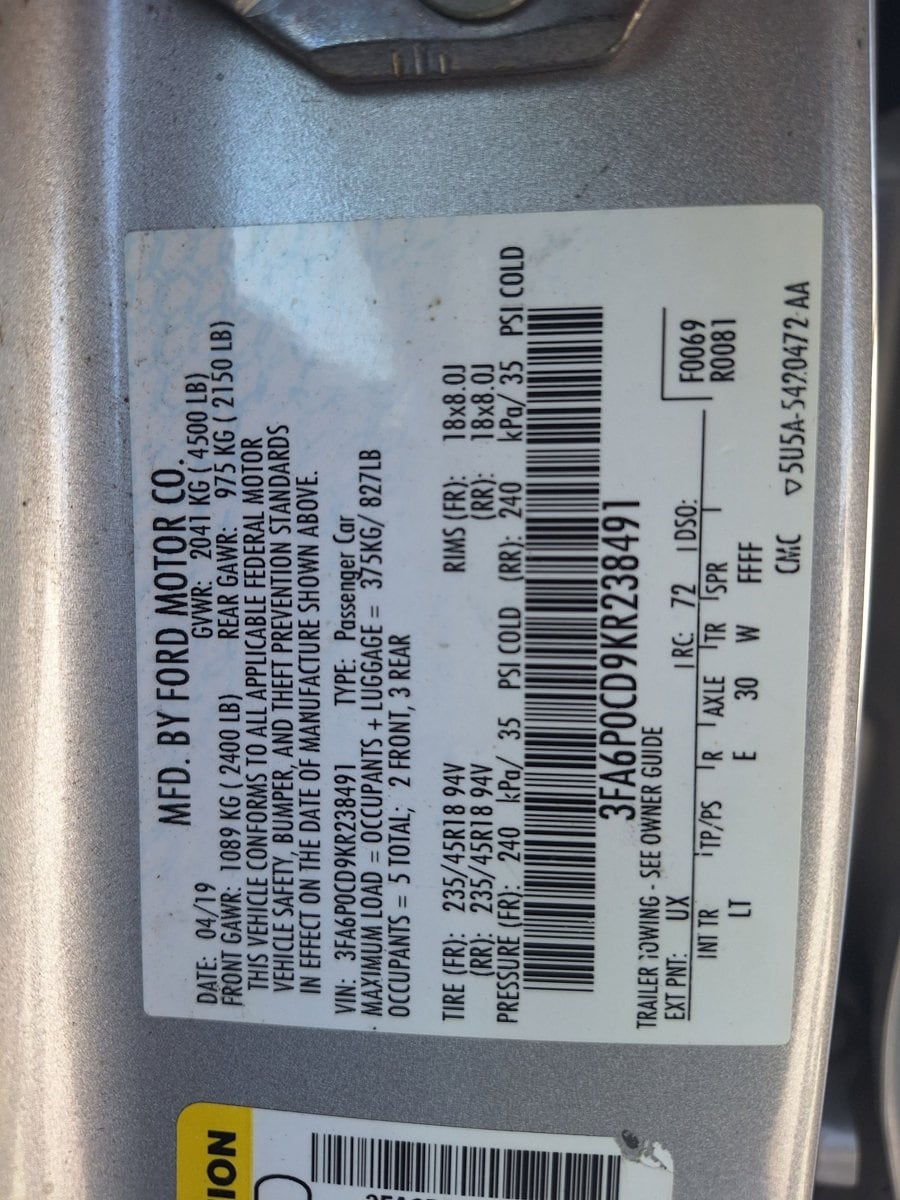 MFD. BY FORD MOTOR CO.
DATE: 04/19 GVWR: 2041 KG ( 4500 LB)
FRONT GAWR: 1089 KG ( 2400 LB) REAR GAWR: 975 KG ( 2150 LB)
THIS VEHICLE CONFORMS TO ALL APPLICABLE FEDERAL MOTOR
VEHICLE SAFETY, BUMPER, AND THEFT PREVENTION STANDARDS
IN EFFECT ON THE DATE OF MANUFACTURE SHOWN ABOVE.
VIN: 3FA6P0CD9KR238491 TYPE: Passenger Car
MAXIMUM LOAD = OCCUPANTS + LUGGAGE = 375KG/ 827LB
OCCUPANTS = 5 TOTAL; 2 FRONT, 3 REAR
TIRE (FR): 235/45R18 94V RIMS (FR): 18x8.0J
(RR): 235/45R18 94V (RR): 18x8.0J
PRESSURE (FR): 240 kPa/ 35 PSI COLD (RR): 240 kPa/ 35 PSI COLD
3FA6P0CD9KR238491
TRAILER TOWING - SEE OWNER GUIDE
EXT PNT: UX RC: 72 DSO:
F0069
R0081
INT TR TP/PS R AXLE TR SPR
LT E 30 W FFF
CMC ▽5U5A-5420472-AA
ION